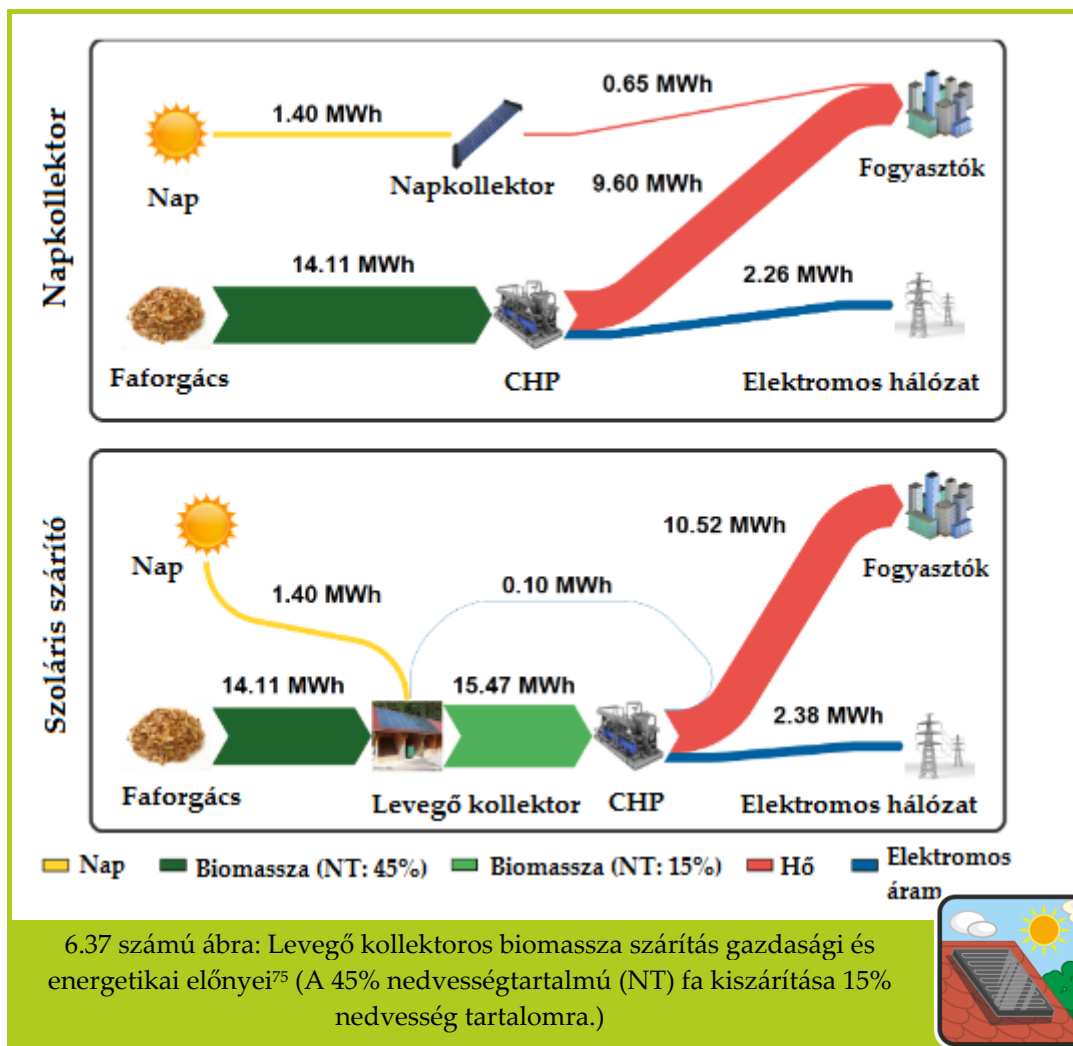 Napkollektor
1.40 MWh
0.65 MWh
Nap
Napkollektor
9.60 MWh
Fogyasztók
14.11 MWh
2.26 MWh
Faforgács
CHP
Elektromos hálózat
Szoláris szárító
Nap
1.40 MWh
0.10 MWh
10.52 MWh
Fogyasztók
14.11 MWh
15.47 MWh
2.38 MWh
Faforgács
Levegő kollektor
CHP
Elektromos hálózat
Nap
Biomassza (NT: 45%)
Biomassza (NT: 15%)
Hő
Elektromos
áram
6.37 számú ábra: Levegő kollektoros biomassza szárítás gazdasági és
energetikai előnyei⁷⁵ (A 45% nedvességtartalmú (NT) fa kiszárítása 15%
nedvesség tartalomra.)